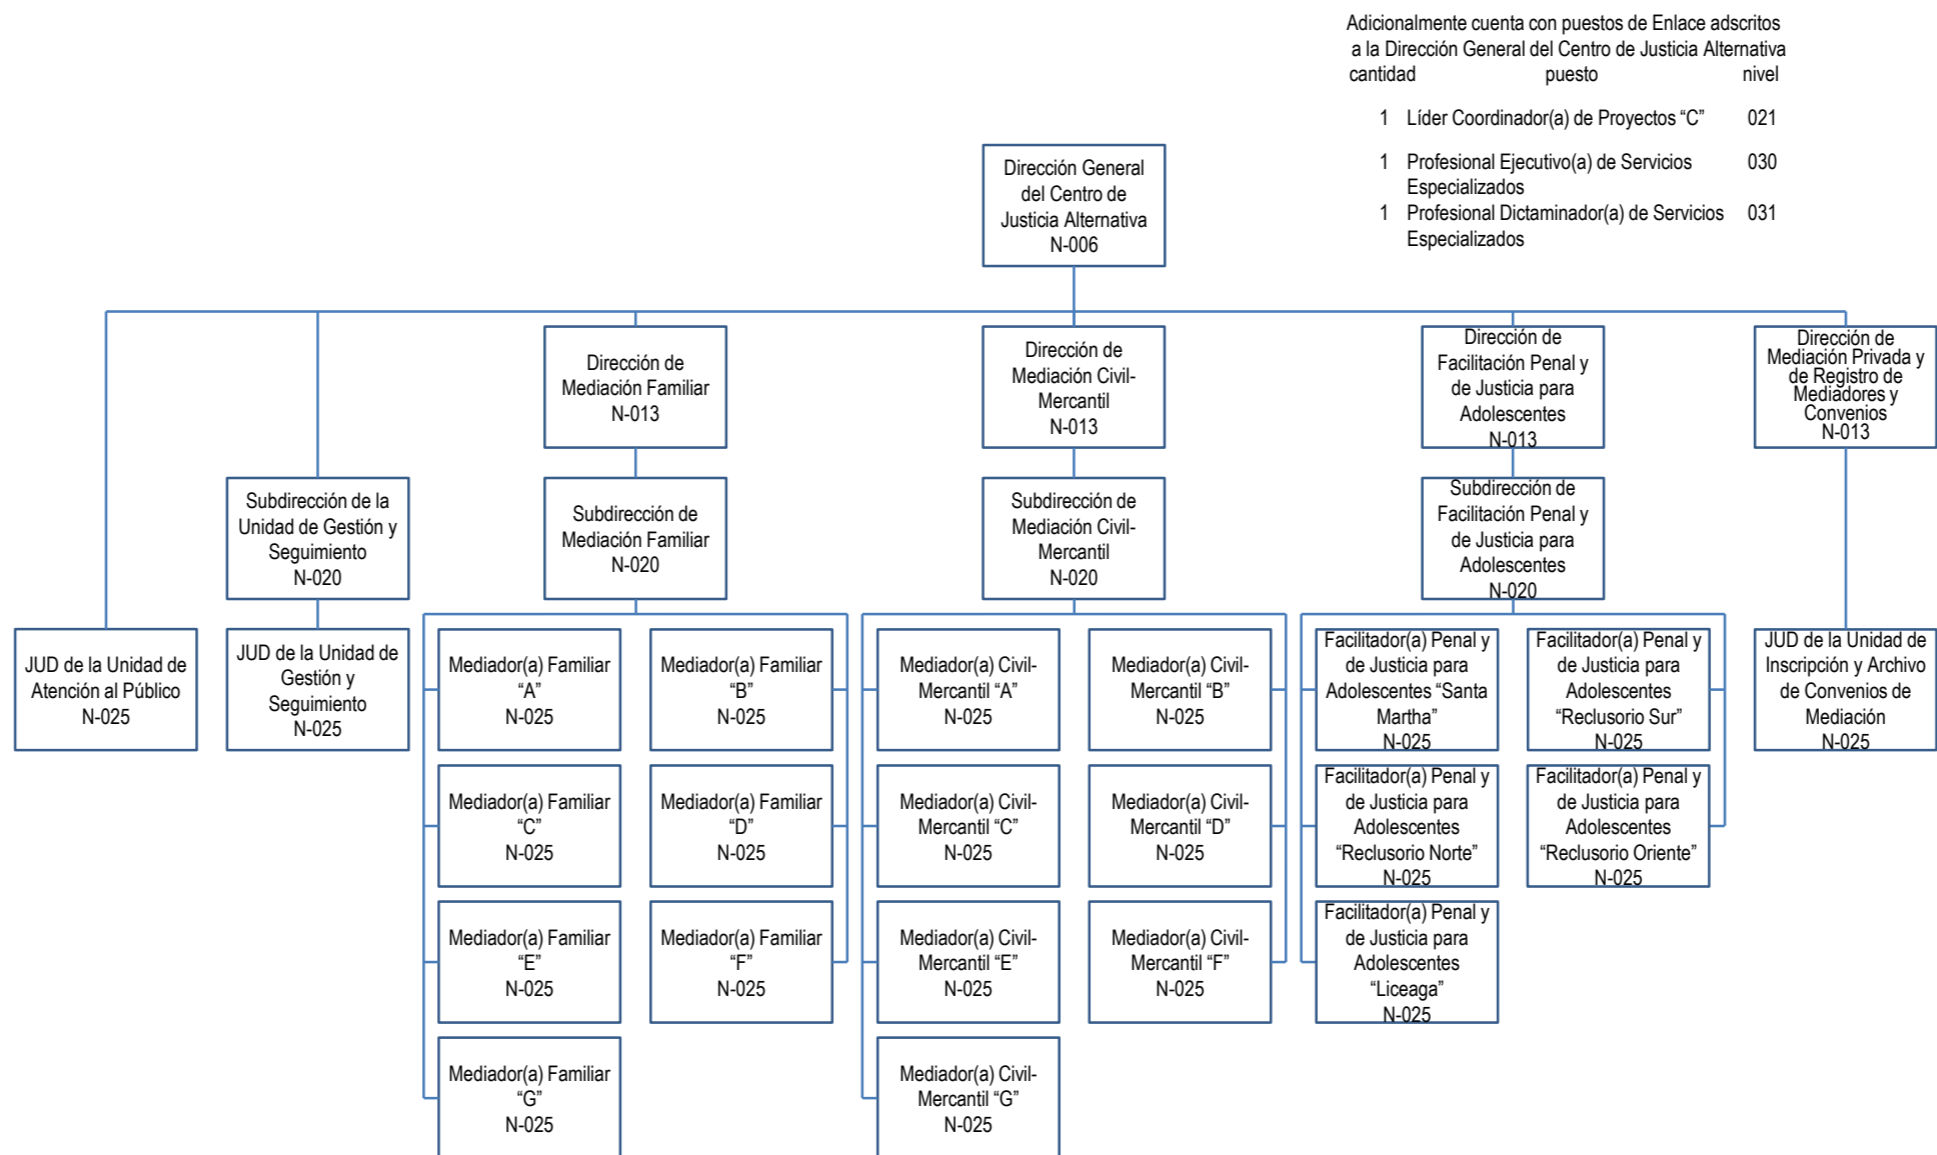 Adicionalmente cuenta con puestos de Enlace adscritos
a la Dirección General del Centro de Justicia Alternativa
cantidad puesto nivel
1 Líder Coordinador(a) de Proyectos “C” 021
1 Profesional Ejecutivo(a) de Servicios 030
Especializados
1 Profesional Dictaminador(a) de Servicios 031
Especializados
Dirección General
del Centro de
Justicia Alternativa
N-006
Dirección de
Mediación Familiar
N-013
Dirección de
Mediación Civil-
Mercantil
N-013
Dirección de
Facilitación Penal y
de Justicia para
Adolescentes
N-013
Dirección de
Mediación Privada y
de Registro de
Mediadores y
Convenios
N-013
Subdirección de la
Unidad de Gestión y
Seguimiento
N-020
Subdirección de
Mediación Familiar
N-020
Subdirección de
Mediación Civil-
Mercantil
N-020
Subdirección de
Facilitación Penal y
de Justicia para
Adolescentes
N-020
JUD de la Unidad de
Atención al Público
N-025
JUD de la Unidad de
Gestión y
Seguimiento
N-025
Mediador(a) Familiar
“A”
N-025
Mediador(a) Familiar
“B”
N-025
Mediador(a) Civil-
Mercantil “A”
N-025
Mediador(a) Civil-
Mercantil “B”
N-025
Facilitador(a) Penal y
de Justicia para
Adolescentes “Santa
Martha”
N-025
Facilitador(a) Penal y
de Justicia para
Adolescentes
“Reclusorio Sur”
N-025
JUD de la Unidad de
Inscripción y Archivo
de Convenios de
Mediación
N-025
Mediador(a) Familiar
“C”
N-025
Mediador(a) Familiar
“D”
N-025
Mediador(a) Civil-
Mercantil “C”
N-025
Mediador(a) Civil-
Mercantil “D”
N-025
Facilitador(a) Penal y
de Justicia para
Adolescentes
“Reclusorio Norte”
N-025
Facilitador(a) Penal y
de Justicia para
Adolescentes
“Reclusorio Oriente”
N-025
Mediador(a) Familiar
“E”
N-025
Mediador(a) Familiar
“F”
N-025
Mediador(a) Civil-
Mercantil “E”
N-025
Mediador(a) Civil-
Mercantil “F”
N-025
Facilitador(a) Penal y
de Justicia para
Adolescentes
“Liceaga”
N-025
Mediador(a) Familiar
“G”
N-025
Mediador(a) Civil-
Mercantil “G”
N-025